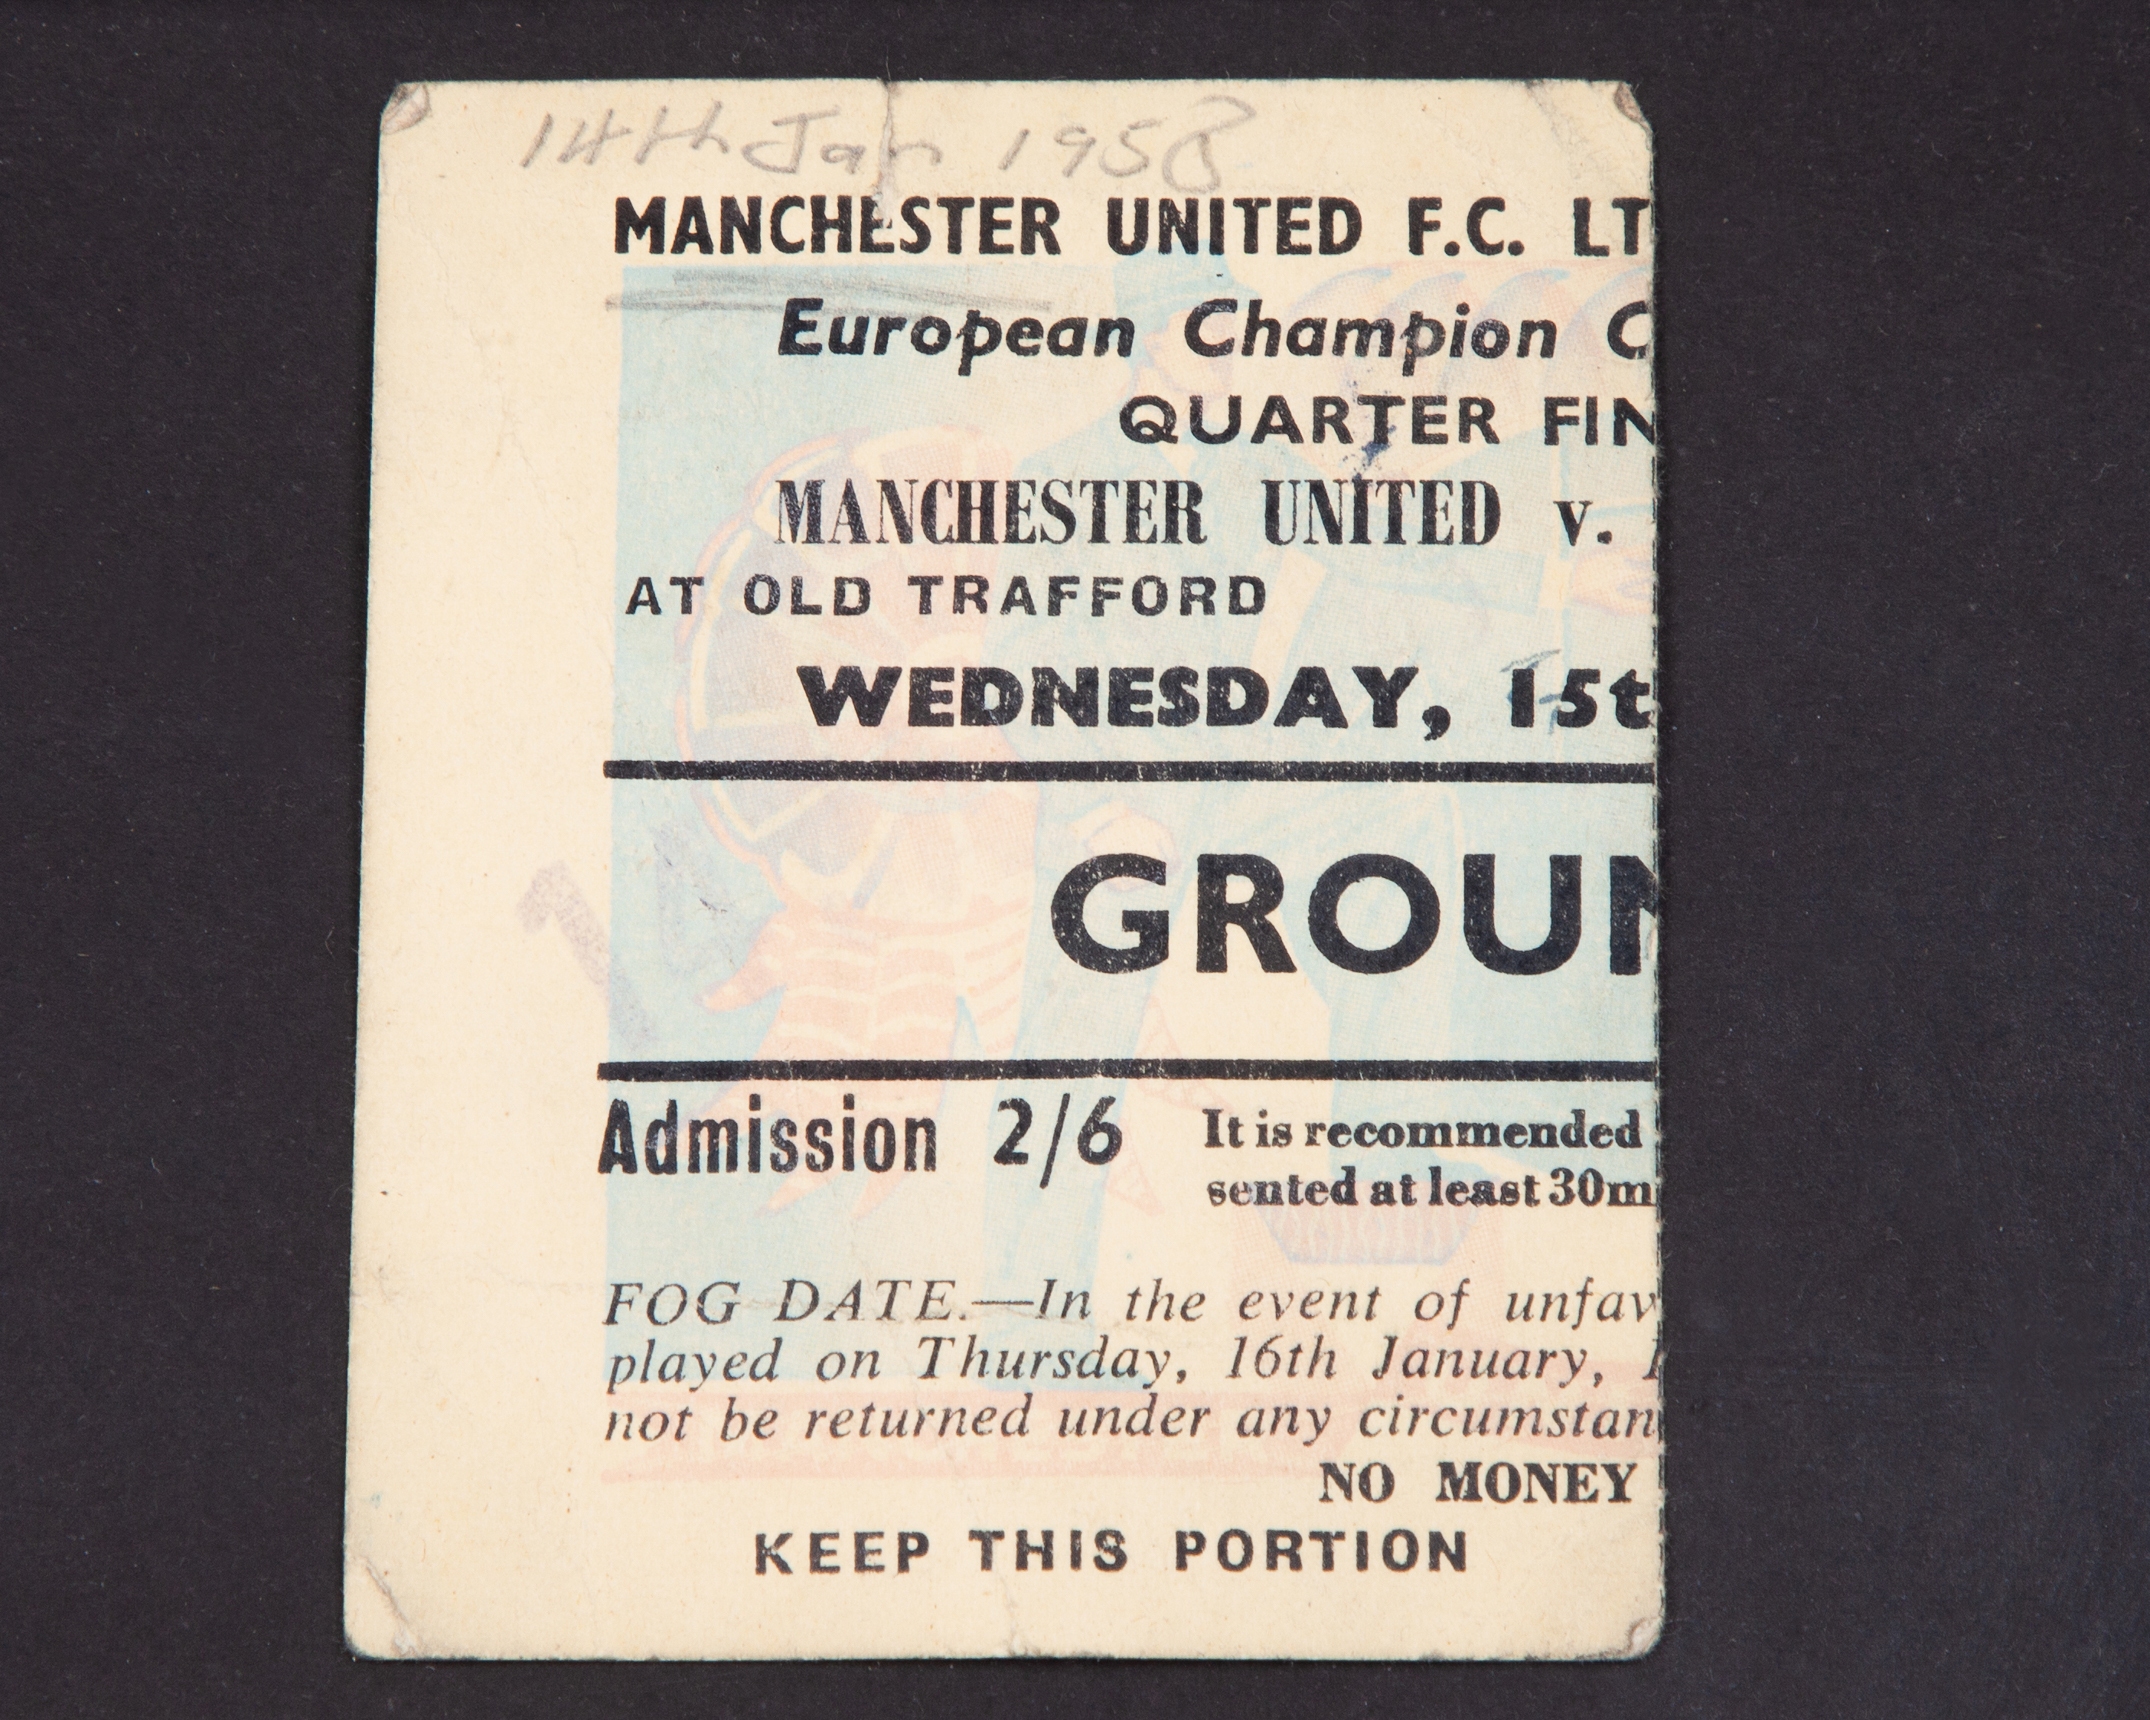 14th Jan 1958
MANCHESTER UNITED F.C. LT
European Champion C
QUARTER FIN
MANCHESTER UNITED v.
AT OLD TRAFFORD
WEDNESDAY, 15t
GROUN
Admission 2/6
It is recommended
sented at least 30m
FOG DATE.—In the event of unfav
played on Thursday, 16th January, 1
not be returned under any circumstan
NO MONEY
KEEP THIS PORTION